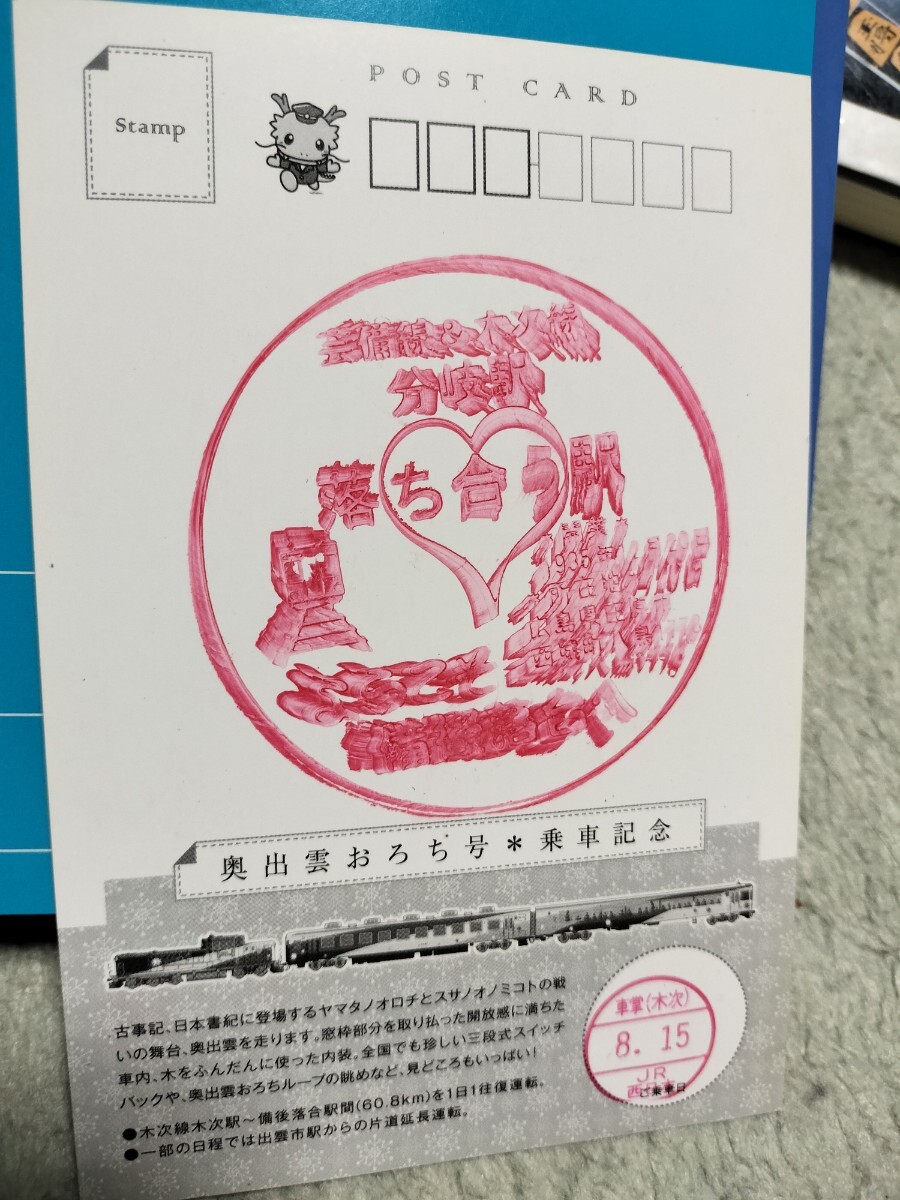 POST CARD
Stamp
芸備線&木次線
分岐駅
落ち合う駅
広島県庄原市
奥出雲おろち号*乗車記念
古事記、日本書紀に登場するヤマタノオロチとスサノオノミコトの戦
いの舞台、奥出雲を走ります。窓枠部分を取り払った開放感に満ちた
車内、木をふんだんに使った内装。全国でも珍しい三段式スイッチ
バックや、奥出雲おろちループの眺めなど、見どころもいっぱい!
●木次線木次駅~備後落合駅間(60.8km)を1日1往復運転。
●一部の日程では出雲市駅からの片道延長運転。
車掌(木次)
8.15
JR
ご乗車日